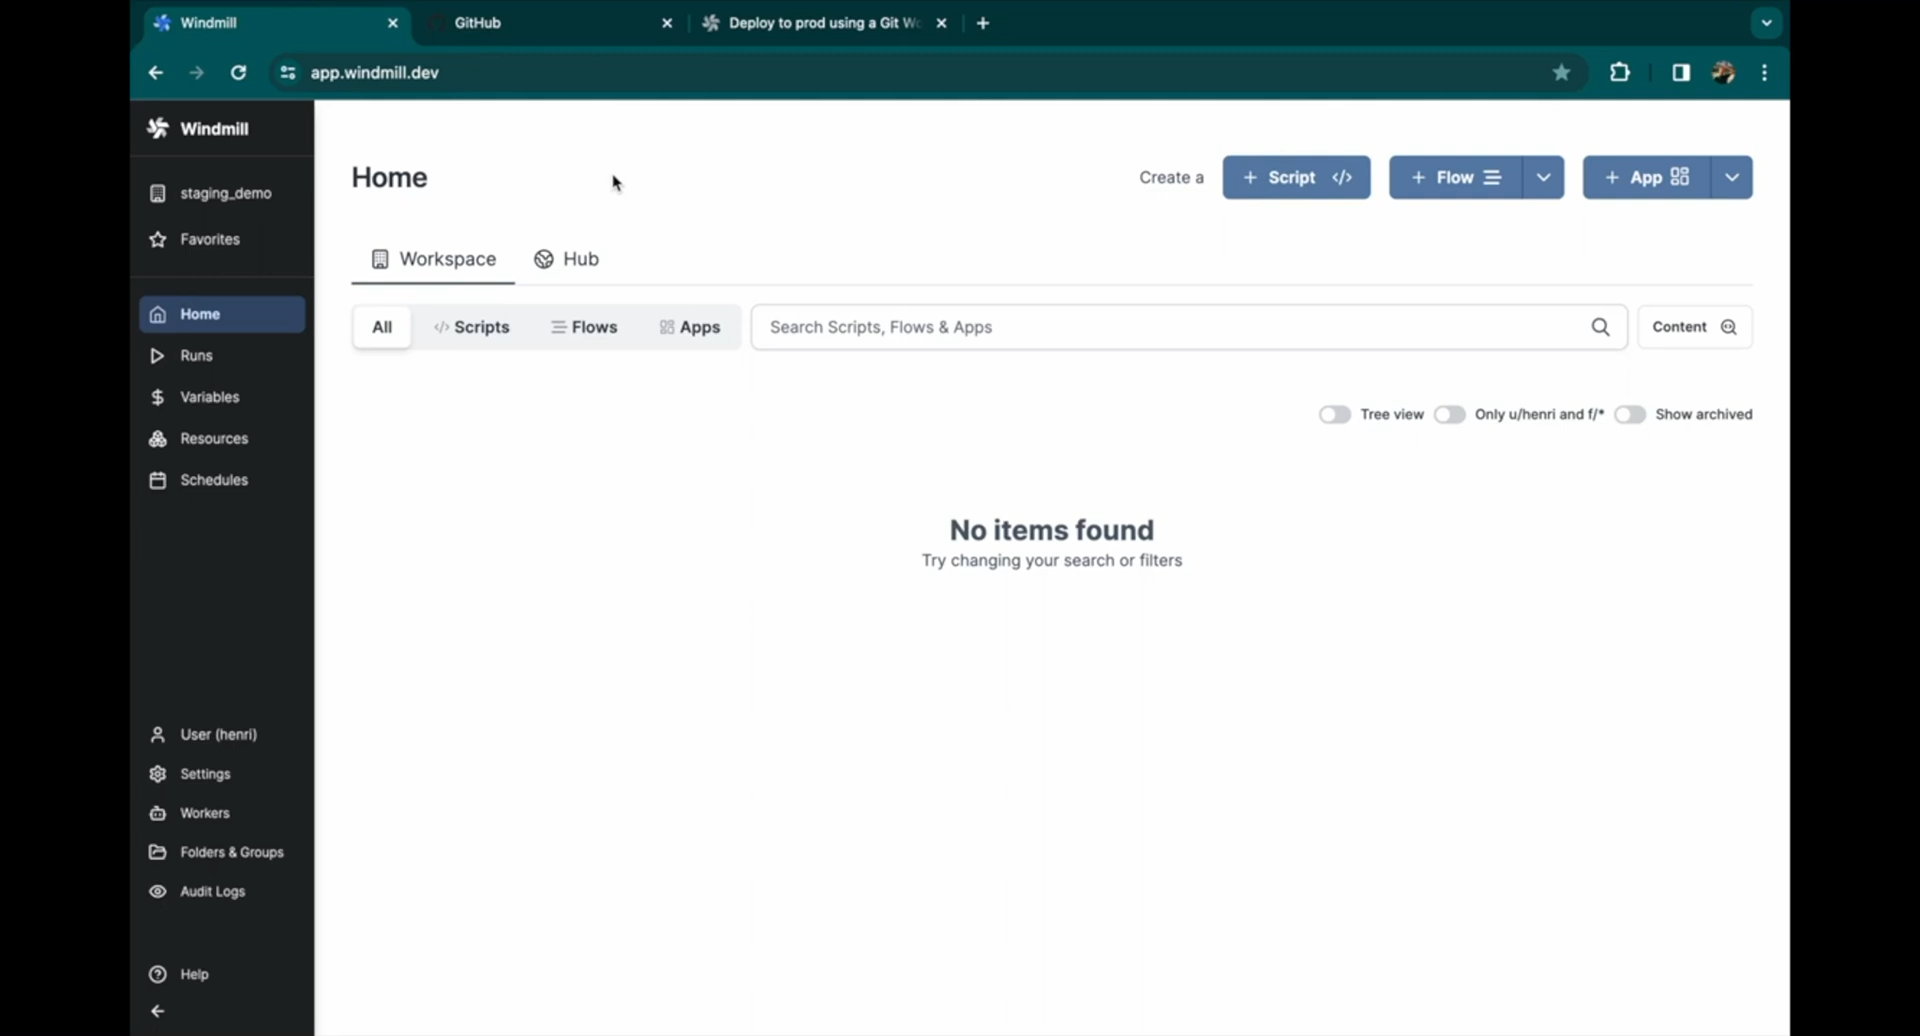 Windmill
GitHub
Deploy to prod using a Git Wo
app.windmill.dev
Windmill
staging_demo
Favorites
Home
Runs
Variables
Resources
Schedules
User (henri)
Settings
Workers
Folders & Groups
Audit Logs
Help
Home
Create a
+ Script </>
+ Flow
+ App
Workspace
Hub
All
</> Scripts
Flows
Apps
Search Scripts, Flows & Apps
Content
Tree view
Only u/henri and f/*
Show archived
No items found
Try changing your search or filters